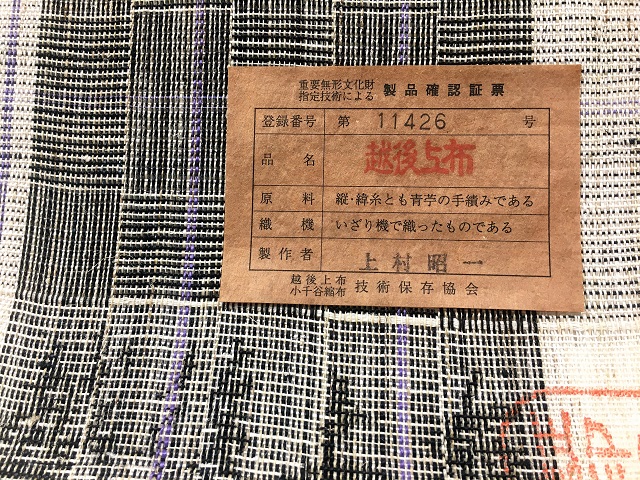 重要無形文化財
指定技術による 製品確認証票
登録番号 第 11426 号
品名 越後上布
原料 縦・緯糸とも青苧の手績みである
織機 いざり機で織ったものである
製作者 上村昭一
越後上布
小千谷縮布 技術保存協会